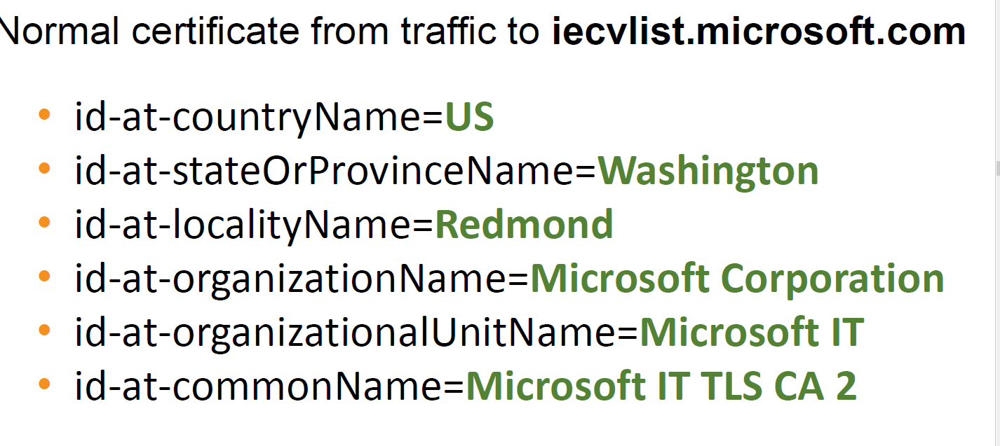 Normal certificate from traffic to iecvlist.microsoft.com
• id-at-countryName=US
• id-at-stateOrProvinceName=Washington
• id-at-localityName=Redmond
• id-at-organizationName=Microsoft Corporation
• id-at-organizationalUnitName=Microsoft IT
• id-at-commonName=Microsoft IT TLS CA 2